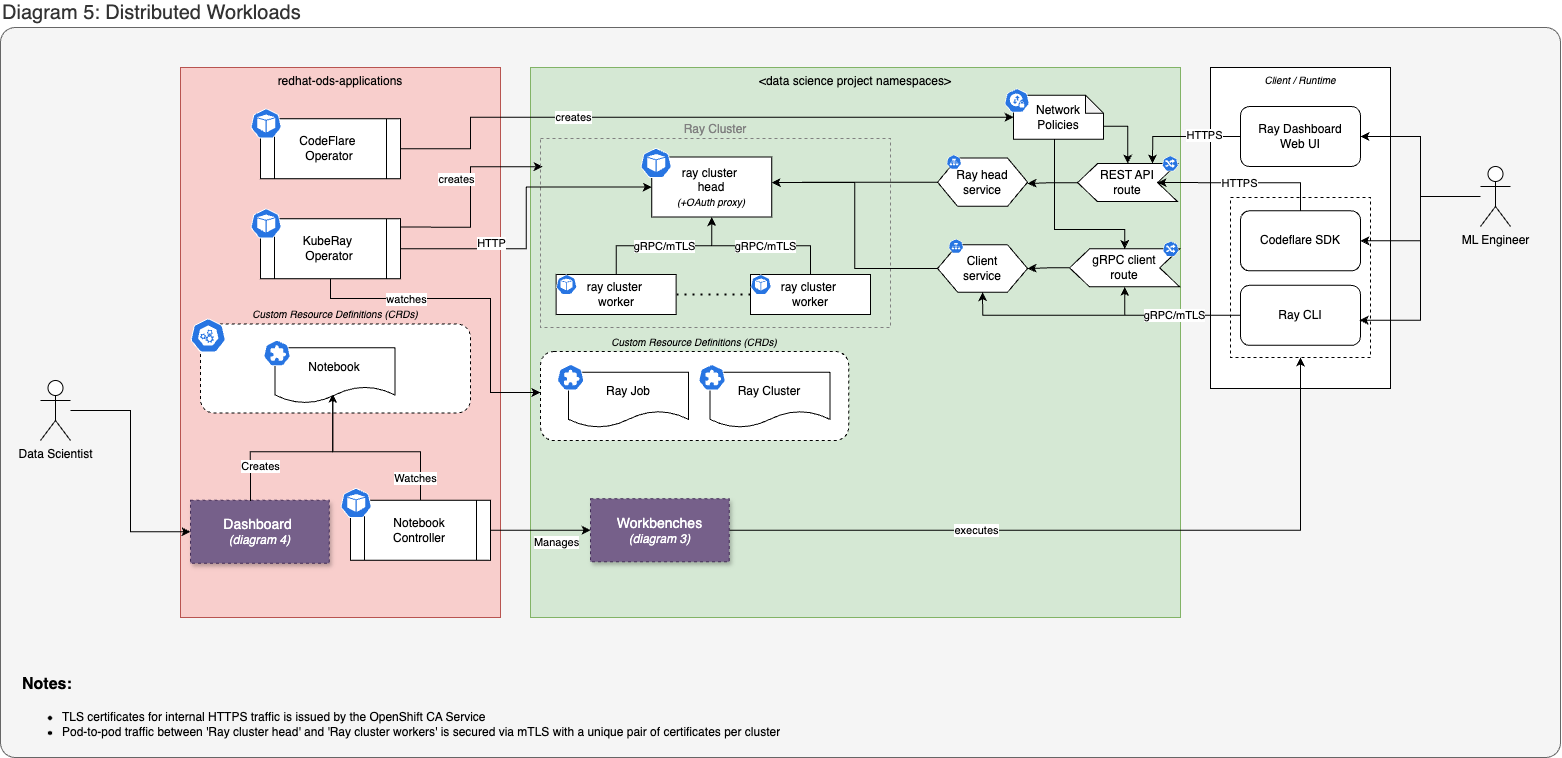 Diagram 5: Distributed Workloads
redhat-ods-applications
<data science project namespaces>
Client / Runtime
CodeFlare
Operator
creates
Network
Policies
Ray Cluster
HTTPS
Ray Dashboard
Web UI
creates
ray cluster
head
(+OAuth proxy)
Ray head
service
REST API
route
HTTPS
KubeRay
Operator
HTTP
gRPC/mTLS
gRPC/mTLS
Codeflare SDK
ML Engineer
Client
service
gRPC client
route
ray cluster
worker
ray cluster
worker
watches
gRPC/mTLS
Ray CLI
Custom Resource Definitions (CRDs)
Notebook
Custom Resource Definitions (CRDs)
Ray Job
Ray Cluster
Data Scientist
Creates
Watches
Dashboard
(diagram 4)
Notebook
Controller
Manages
Workbenches
(diagram 3)
executes
Notes:
• TLS certificates for internal HTTPS traffic is issued by the OpenShift CA Service
• Pod-to-pod traffic between 'Ray cluster head' and 'Ray cluster workers' is secured via mTLS with a unique pair of certificates per cluster